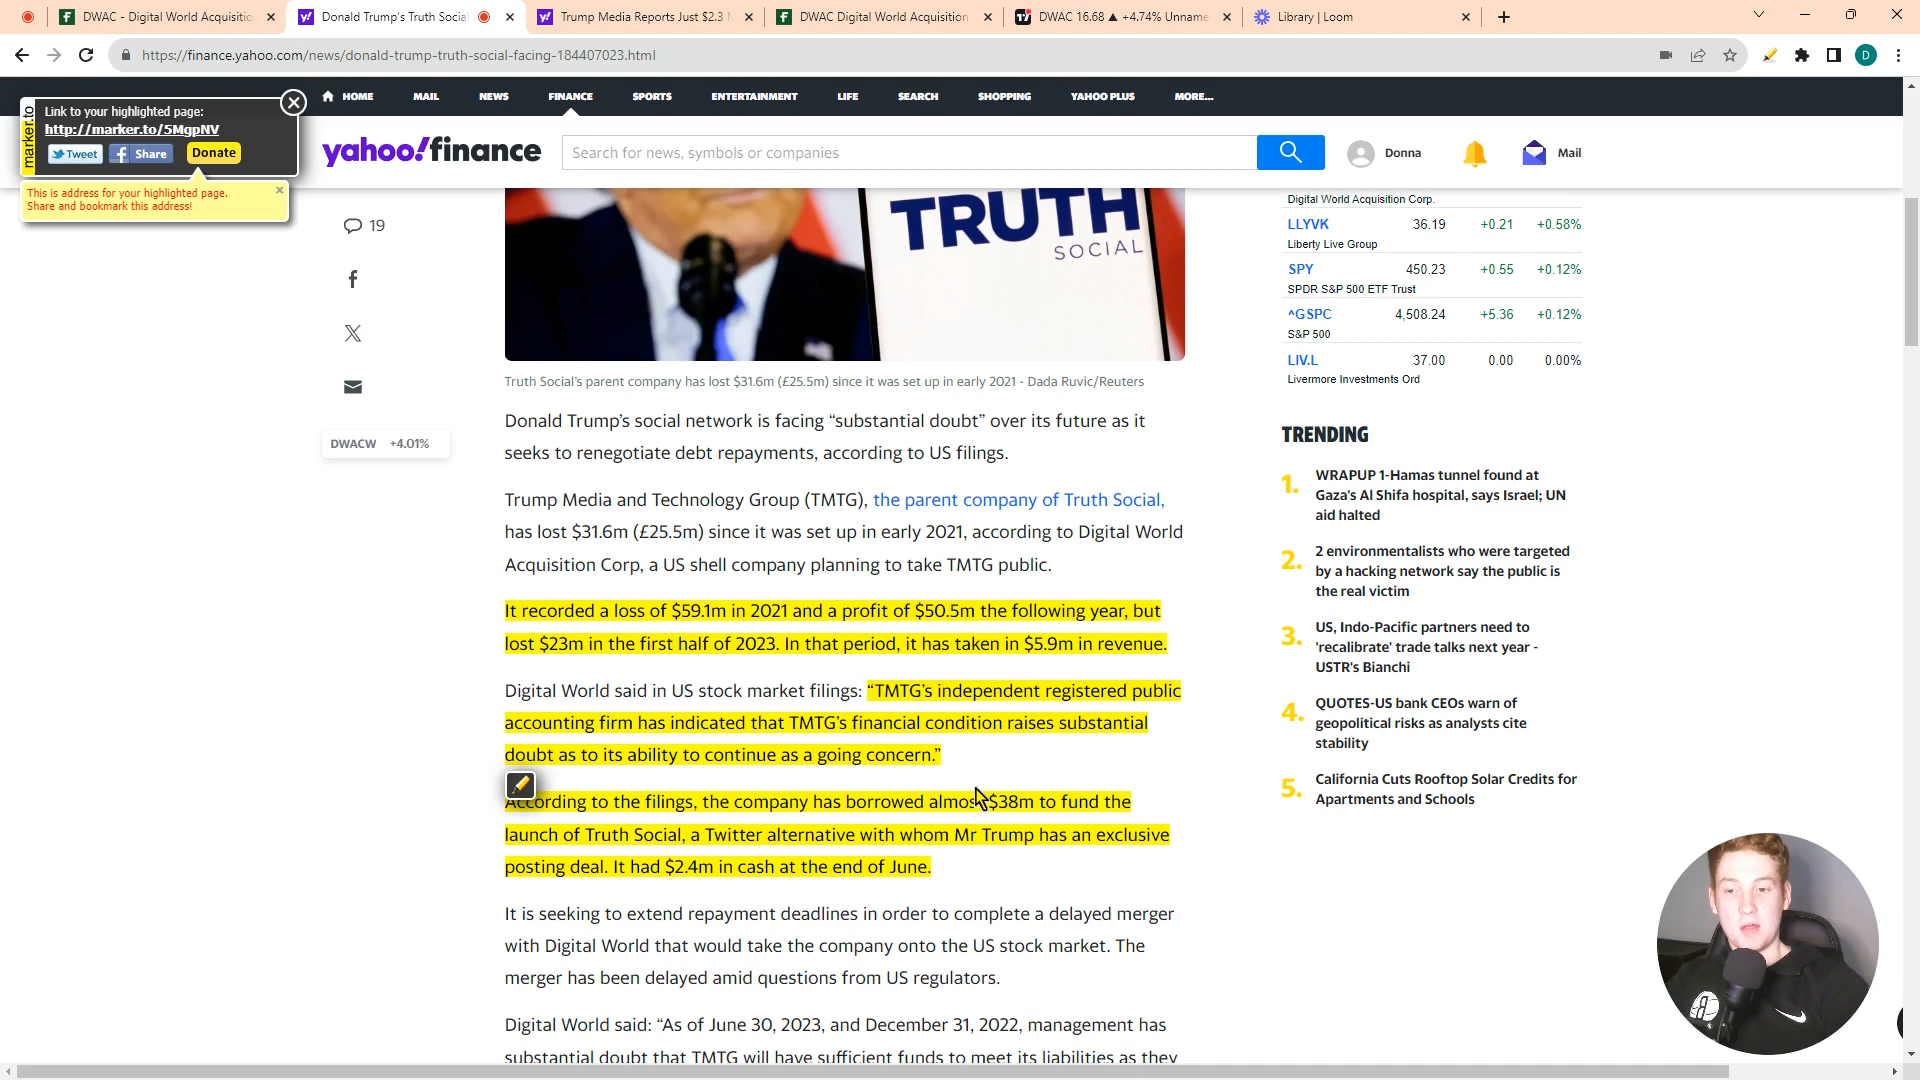 DWAC - Digital World Acquisitio
Donald Trump's Truth Social
Trump Media Reports Just $2.3
DWAC Digital World Acquisition
DWAC 16.68 ▲ +4.74% Unname
Library | Loom
https://finance.yahoo.com/news/donald-trump-truth-social-facing-184407023.html
HOME MAIL NEWS FINANCE SPORTS ENTERTAINMENT LIFE SEARCH SHOPPING YAHOO PLUS MORE...
marker.to
Link to your highlighted page:
http://marker.to/5MgpNV
Tweet Share Donate
This is address for your highlighted page.
Share and bookmark this address!
yahoo!finance
Search for news, symbols or companies
Donna
Mail
19
DWACW +4.01%
TRUTH
SOCIAL
Truth Social's parent company has lost $31.6m (£25.5m) since it was set up in early 2021 - Dada Ruvic/Reuters
Donald Trump's social network is facing “substantial doubt” over its future as it
seeks to renegotiate debt repayments, according to US filings.
Trump Media and Technology Group (TMTG), the parent company of Truth Social,
has lost $31.6m (£25.5m) since it was set up in early 2021, according to Digital World
Acquisition Corp, a US shell company planning to take TMTG public.
It recorded a loss of $59.1m in 2021 and a profit of $50.5m the following year, but
lost $23m in the first half of 2023. In that period, it has taken in $5.9m in revenue.
Digital World said in US stock market filings: “TMTG's independent registered public
accounting firm has indicated that TMTG's financial condition raises substantial
doubt as to its ability to continue as a going concern.”
According to the filings, the company has borrowed almost $38m to fund the
launch of Truth Social, a Twitter alternative with whom Mr Trump has an exclusive
posting deal. It had $2.4m in cash at the end of June.
It is seeking to extend repayment deadlines in order to complete a delayed merger
with Digital World that would take the company onto the US stock market. The
merger has been delayed amid questions from US regulators.
Digital World said: “As of June 30, 2023, and December 31, 2022, management has
substantial doubt that TMTG will have sufficient funds to meet its liabilities as they
Digital World Acquisition Corp.
LLYVK 36.19 +0.21 +0.58%
Liberty Live Group
SPY 450.23 +0.55 +0.12%
SPDR S&P 500 ETF Trust
^GSPC 4,508.24 +5.36 +0.12%
S&P 500
LIV.L 37.00 0.00 0.00%
Livermore Investments Ord
TRENDING
1. WRAPUP 1-Hamas tunnel found at
Gaza's Al Shifa hospital, says Israel; UN
aid halted
2. 2 environmentalists who were targeted
by a hacking network say the public is
the real victim
3. US, Indo-Pacific partners need to
'recalibrate' trade talks next year -
USTR's Bianchi
4. QUOTES-US bank CEOs warn of
geopolitical risks as analysts cite
stability
5. California Cuts Rooftop Solar Credits for
Apartments and Schools